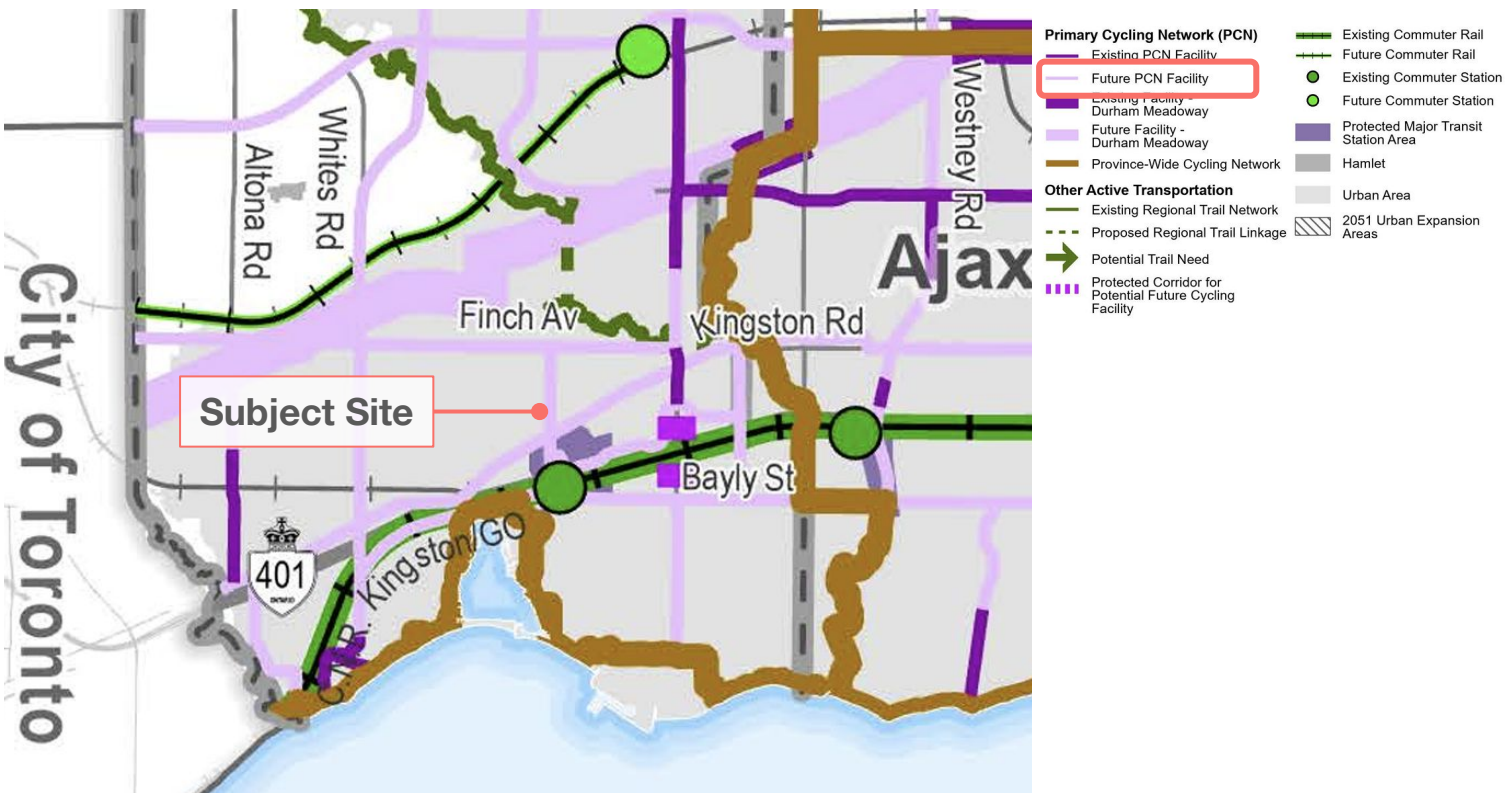 Altona Rd
Whites Rd
Westney Rd
Ajax
City of Toronto
Finch Av
Kingston Rd
Subject Site
Bayly St
401
ONTARIO
C.N.R. Kingston/GO
Primary Cycling Network (PCN)
Existing PCN Facility
Future PCN Facility
Existing Facility -
Durham Meadoway
Future Facility -
Durham Meadoway
Province-Wide Cycling Network
Other Active Transportation
Existing Regional Trail Network
Proposed Regional Trail Linkage
Potential Trail Need
Protected Corridor for
Potential Future Cycling
Facility
Existing Commuter Rail
Future Commuter Rail
Existing Commuter Station
Future Commuter Station
Protected Major Transit
Station Area
Hamlet
Urban Area
2051 Urban Expansion
Areas